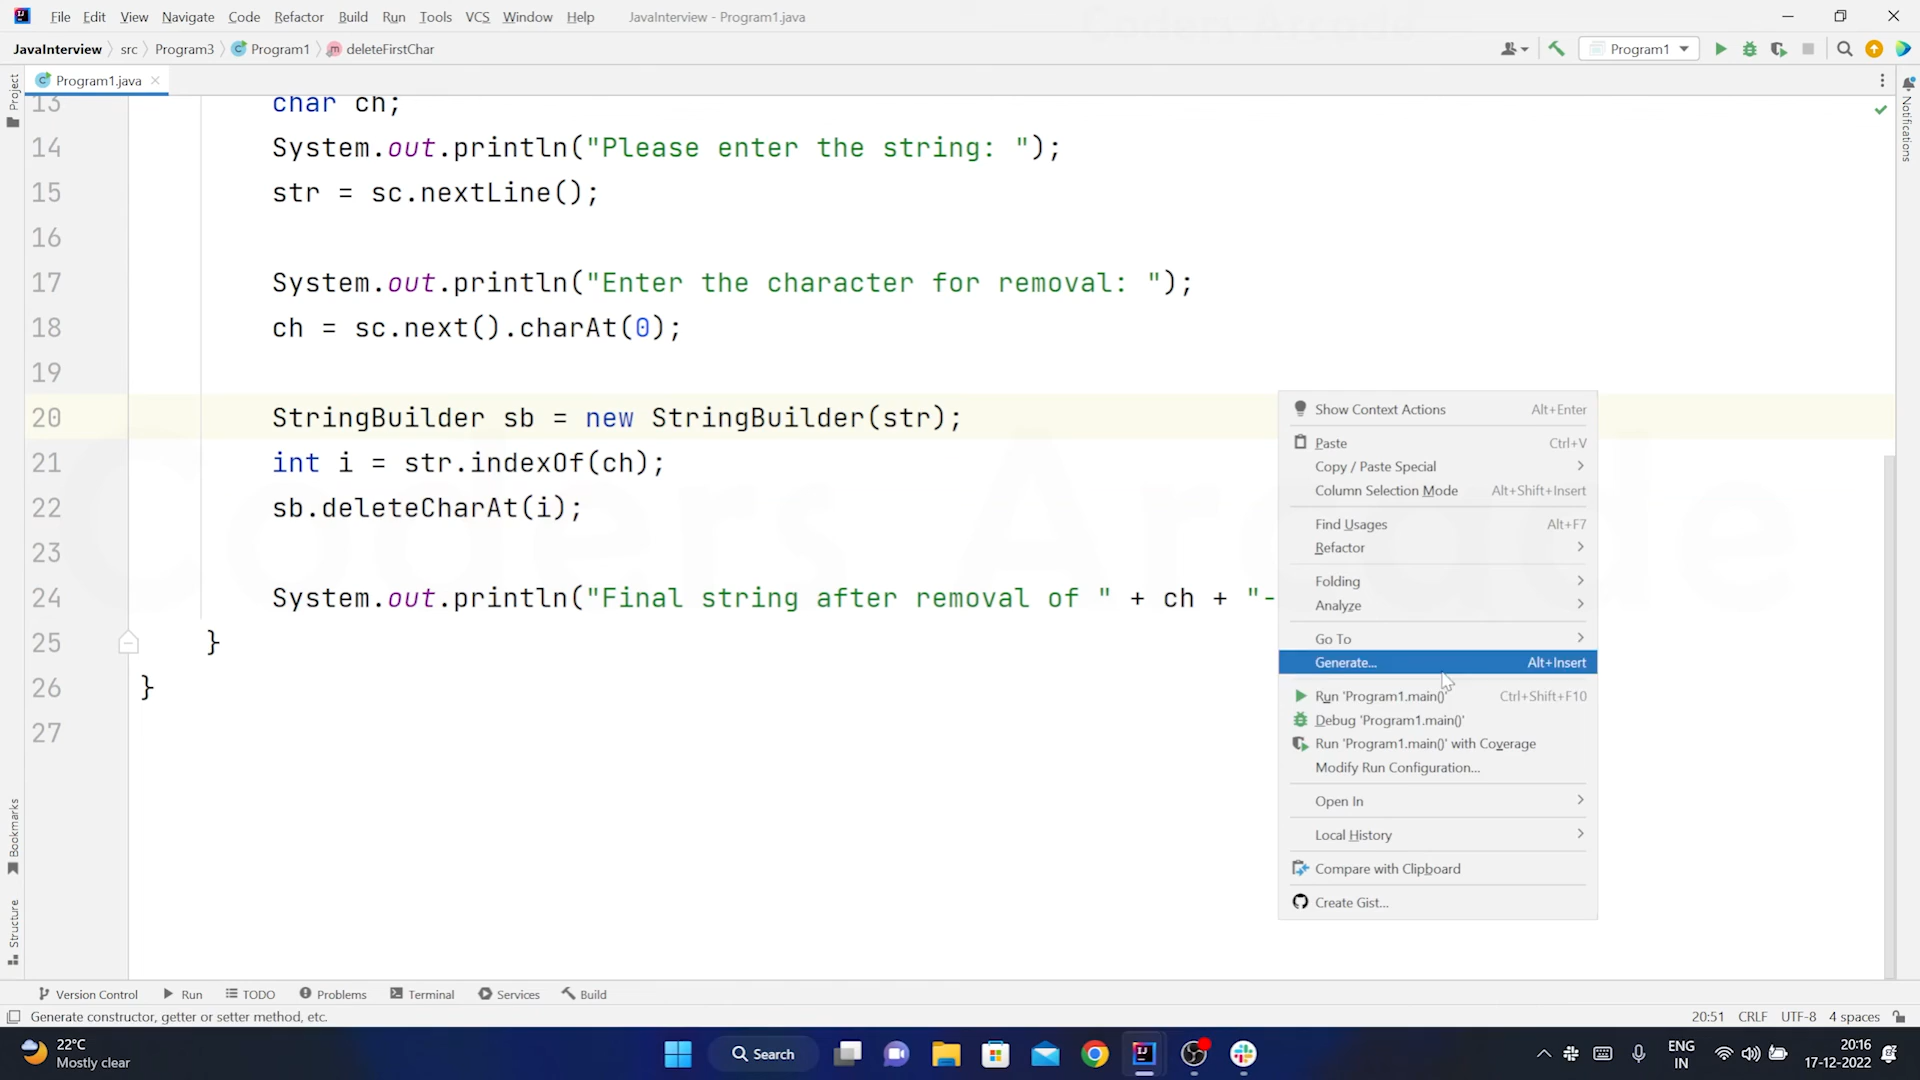 File Edit View Navigate Code Refactor Build Run Tools VCS Window Help JavaInterview - Program1.java
JavaInterview src Program3 Program1 deleteFirstChar Program1
Project
Program1.java
Notifications
13 char ch;
14 System.out.println("Please enter the string: ");
15 str = sc.nextLine();
16
17 System.out.println("Enter the character for removal: ");
18 ch = sc.next().charAt(0);
19
20 StringBuilder sb = new StringBuilder(str);
21 int i = str.indexOf(ch);
22 sb.deleteCharAt(i);
23
24 System.out.println("Final string after removal of " + ch + "-
25 }
26 }
27
Coders Arcade
Show Context Actions Alt+Enter
Paste Ctrl+V
Copy / Paste Special
Column Selection Mode Alt+Shift+Insert
Find Usages Alt+F7
Refactor
Folding
Analyze
Go To
Generate... Alt+Insert
Run 'Program1.main()' Ctrl+Shift+F10
Debug 'Program1.main()'
Run 'Program1.main()' with Coverage
Modify Run Configuration...
Open In
Local History
Compare with Clipboard
Create Gist...
Bookmarks
Structure
Version Control Run TODO Problems Terminal Services Build
Generate constructor, getter or setter method, etc. 20:51 CRLF UTF-8 4 spaces
22°C
Mostly clear
Search
ENG
IN
20:16
17-12-2022